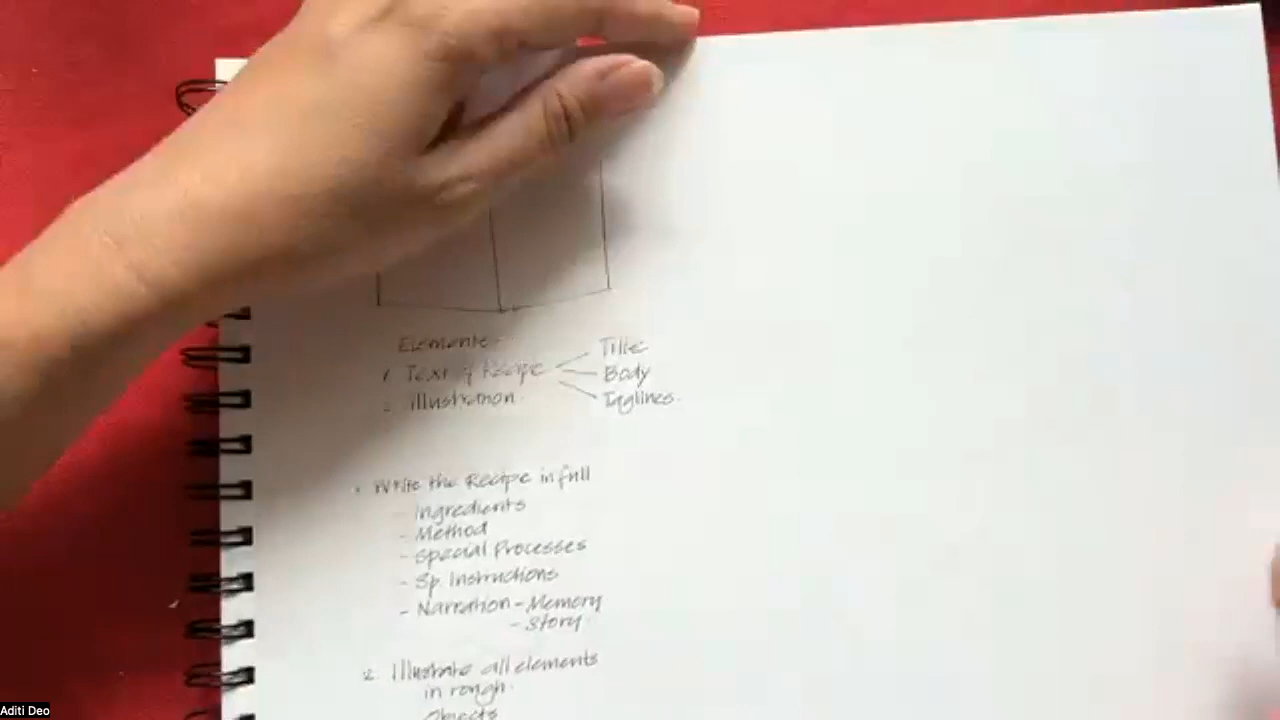 Elements-
1 Text of Recipe
Title
Body
Taglines.
2 Illustration
1. Write the Recipe in full
Ingredients
- Method
- Special Processes
- Sp. Instructions
- Narration - Memory
- Story
2. Illustrate all elements
in rough.
Objects
Aditi Deo